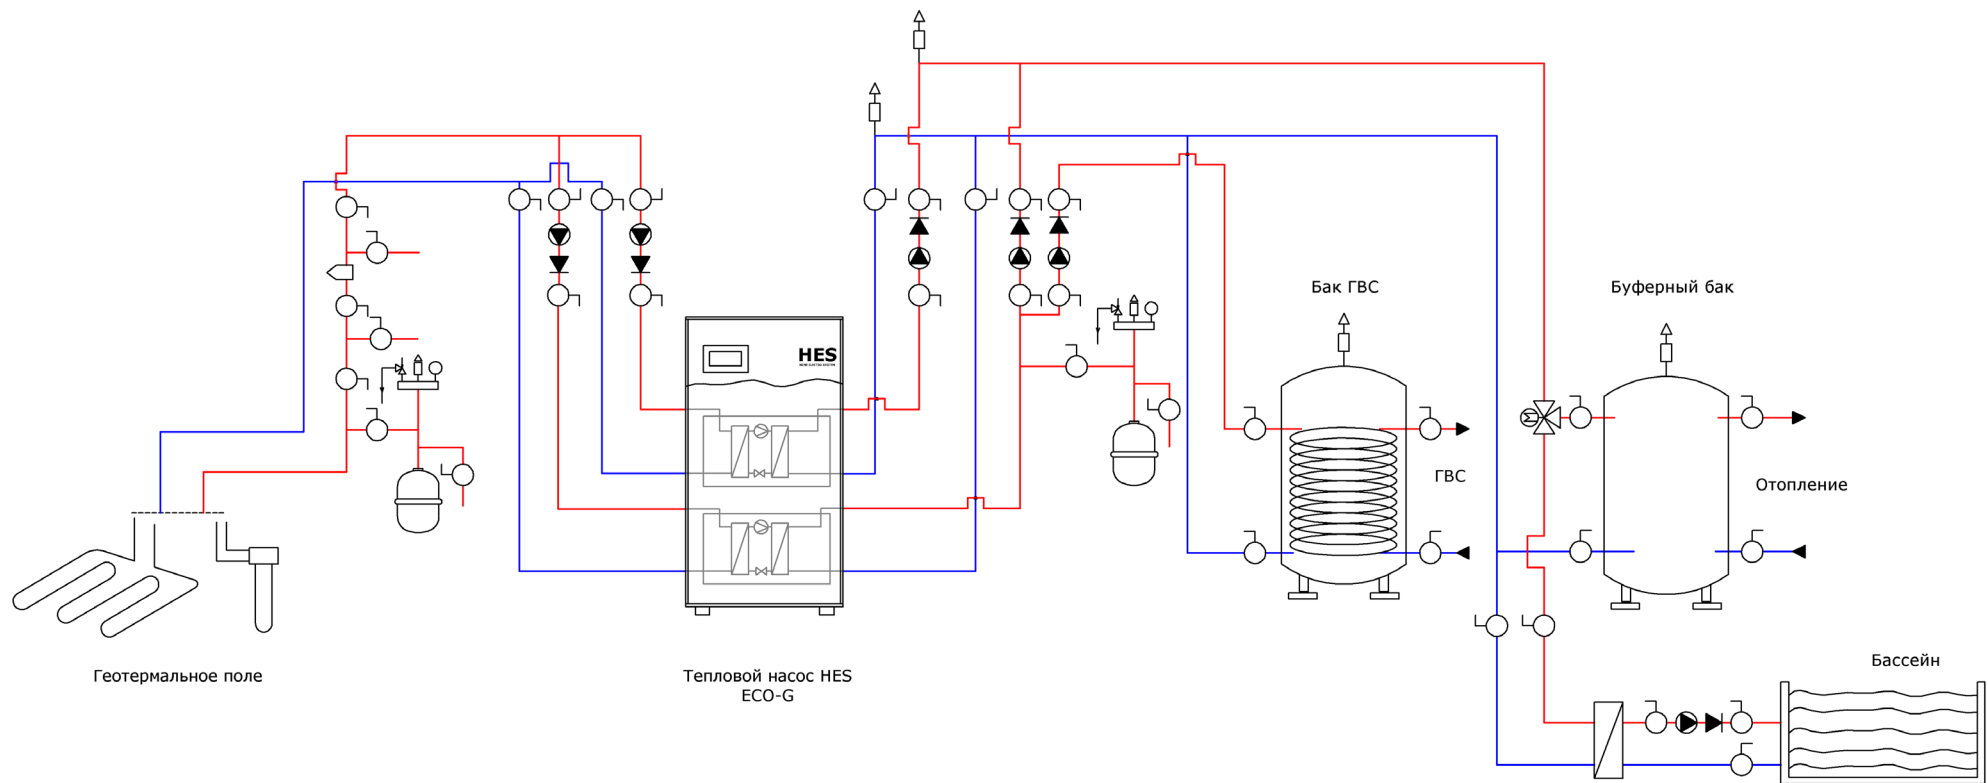 Бак ГВС
Буферный бак
HES
ГВС
Отопление
Бассейн
Геотермальное поле
Тепловой насос HES
ECO-G